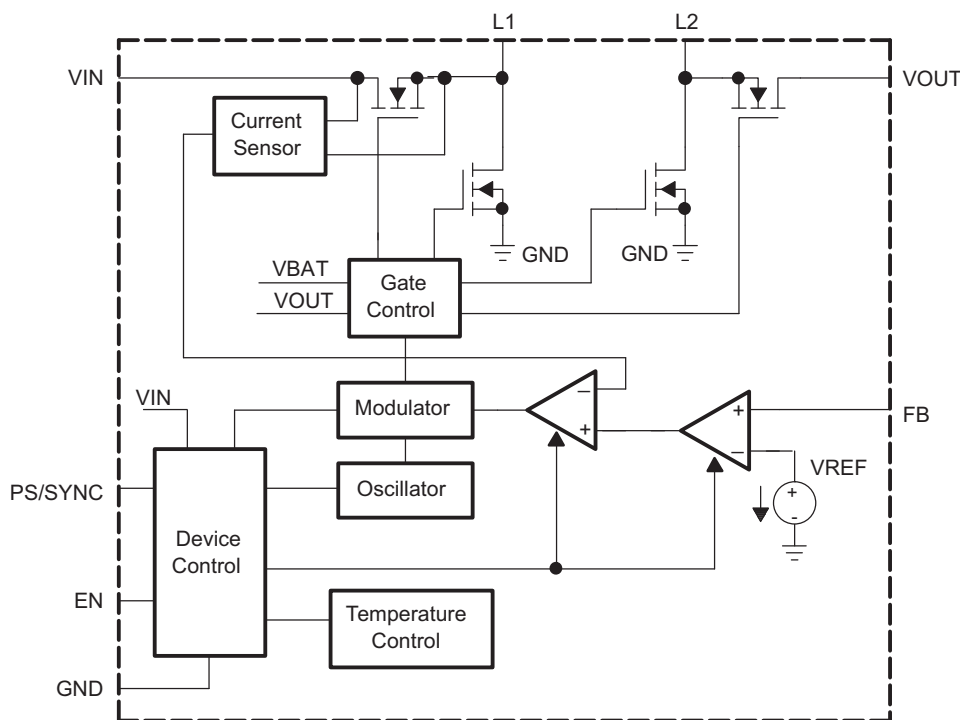 L1
L2
VIN
VOUT
Current
Sensor
GND
GND
VBAT
VOUT
Gate
Control
VIN
Modulator
−
+
+
−
FB
VREF
+
-
PS/SYNC
Oscillator
Device
Control
EN
Temperature
Control
GND